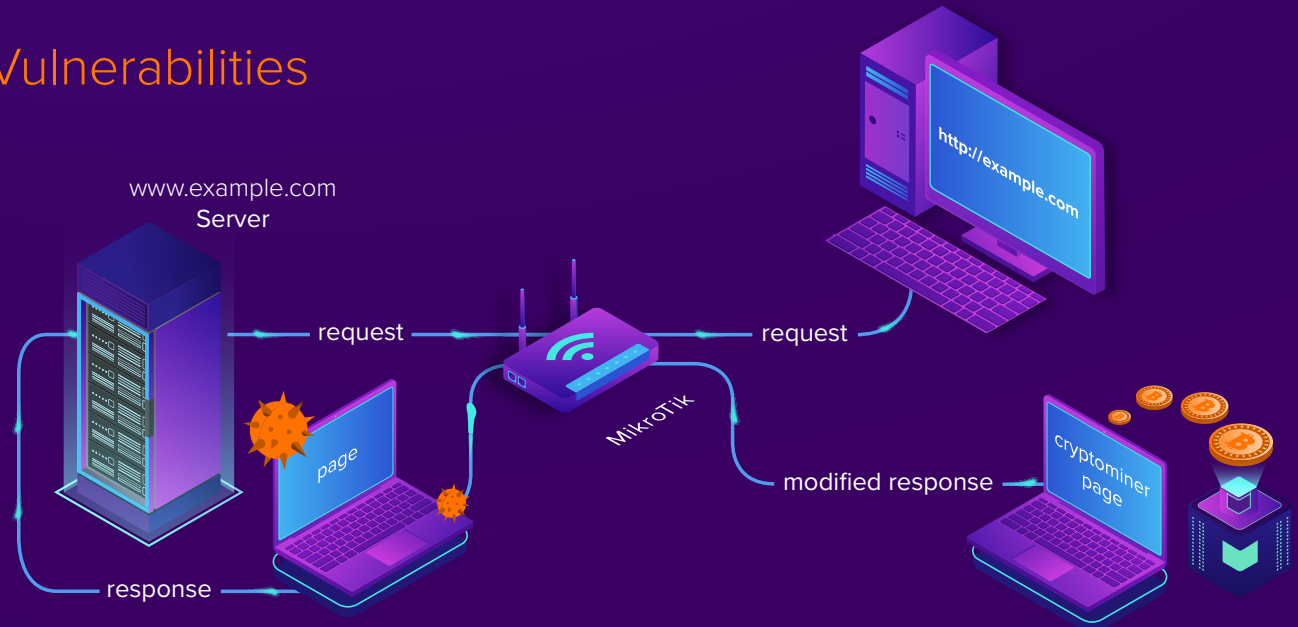 Vulnerabilities
http://example.com
www.example.com
Server
request
request
MikroTik
page
cryptominer
page
modified response
response